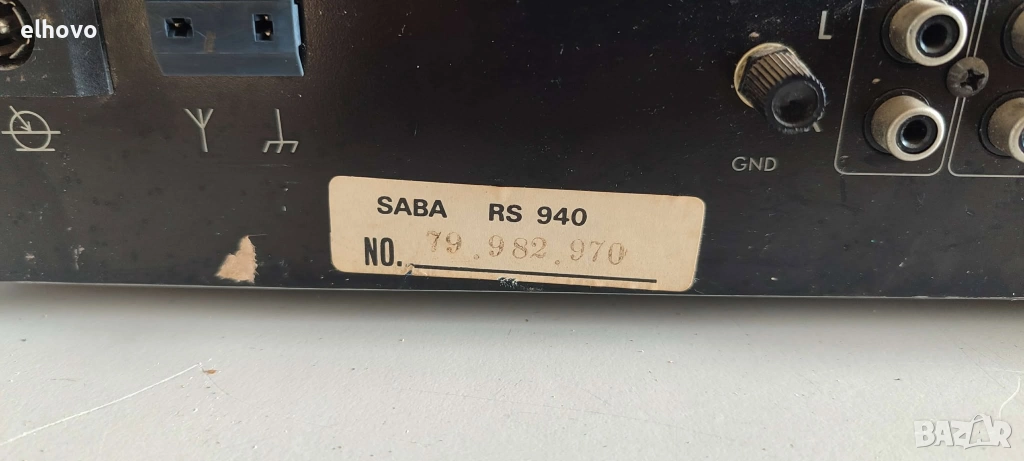 elhovo
L
GND
SABA RS 940
NO. 79.982.970
BAZAR